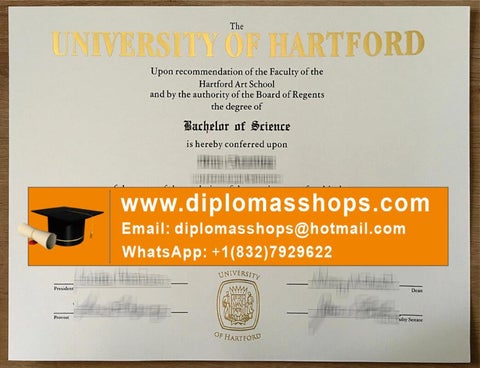 The
UNIVERSITY OF HARTFORD
Upon recommendation of the Faculty of the
Hartford Art School
and by the authority of the Board of Regents
the degree of
Bachelor of Science
is hereby conferred upon
www.diplomasshops.com
Email: diplomasshops@hotmail.com
WhatsApp: +1(832)7929622
President
Dean
Provost
Senate
UNIVERSITY
OF HARTFORD